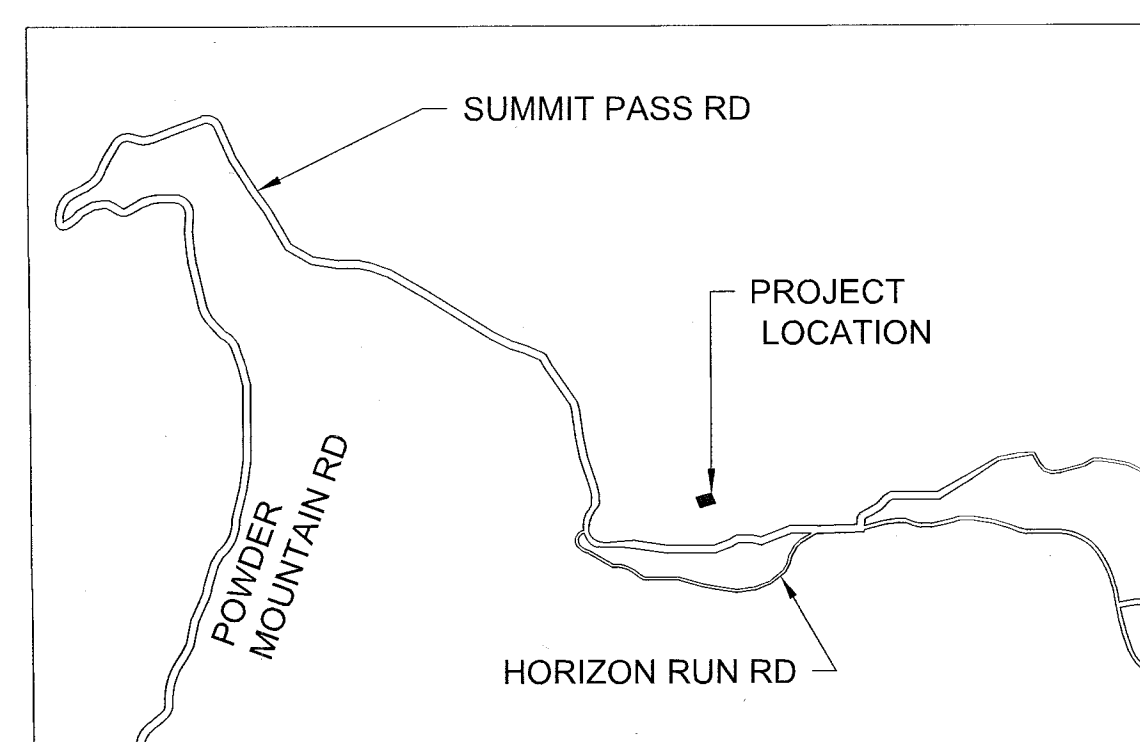 SUMMIT PASS RD
PROJECT
LOCATION
POWDER
MOUNTAIN RD
HORIZON RUN RD